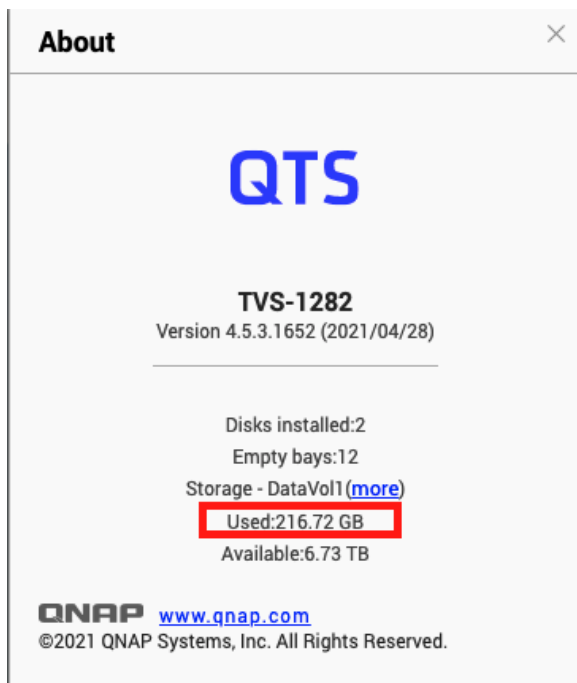 About
QTS
TVS-1282
Version 4.5.3.1652 (2021/04/28)
Disks installed:2
Empty bays:12
Storage - DataVol1(more)
Used:216.72 GB
Available:6.73 TB
QNAP www.qnap.com
©2021 QNAP Systems, Inc. All Rights Reserved.